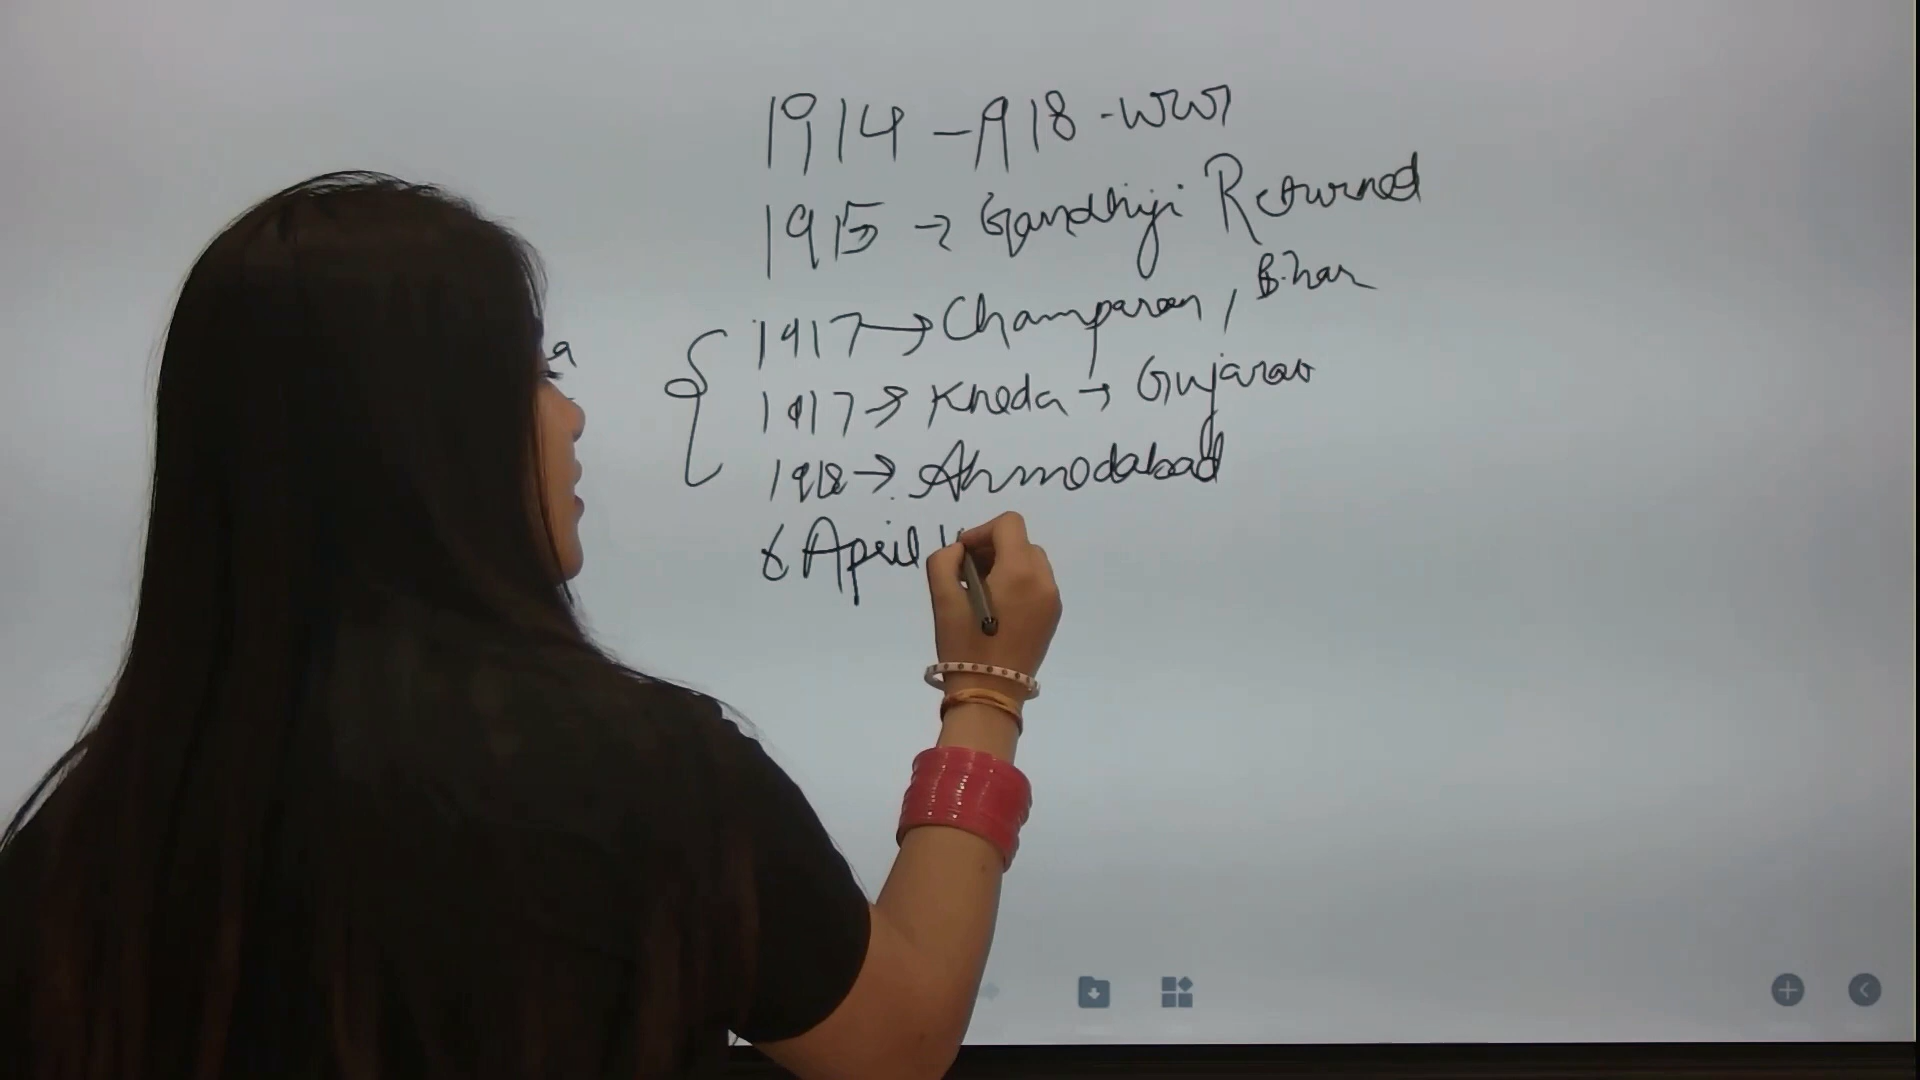 1914 - 1918 - WW1
1915 → Gandhiji Returned
1917 → Champaran, Bihar
1917 → Kheda → Gujarat
1918 → Ahmedabad
6 April